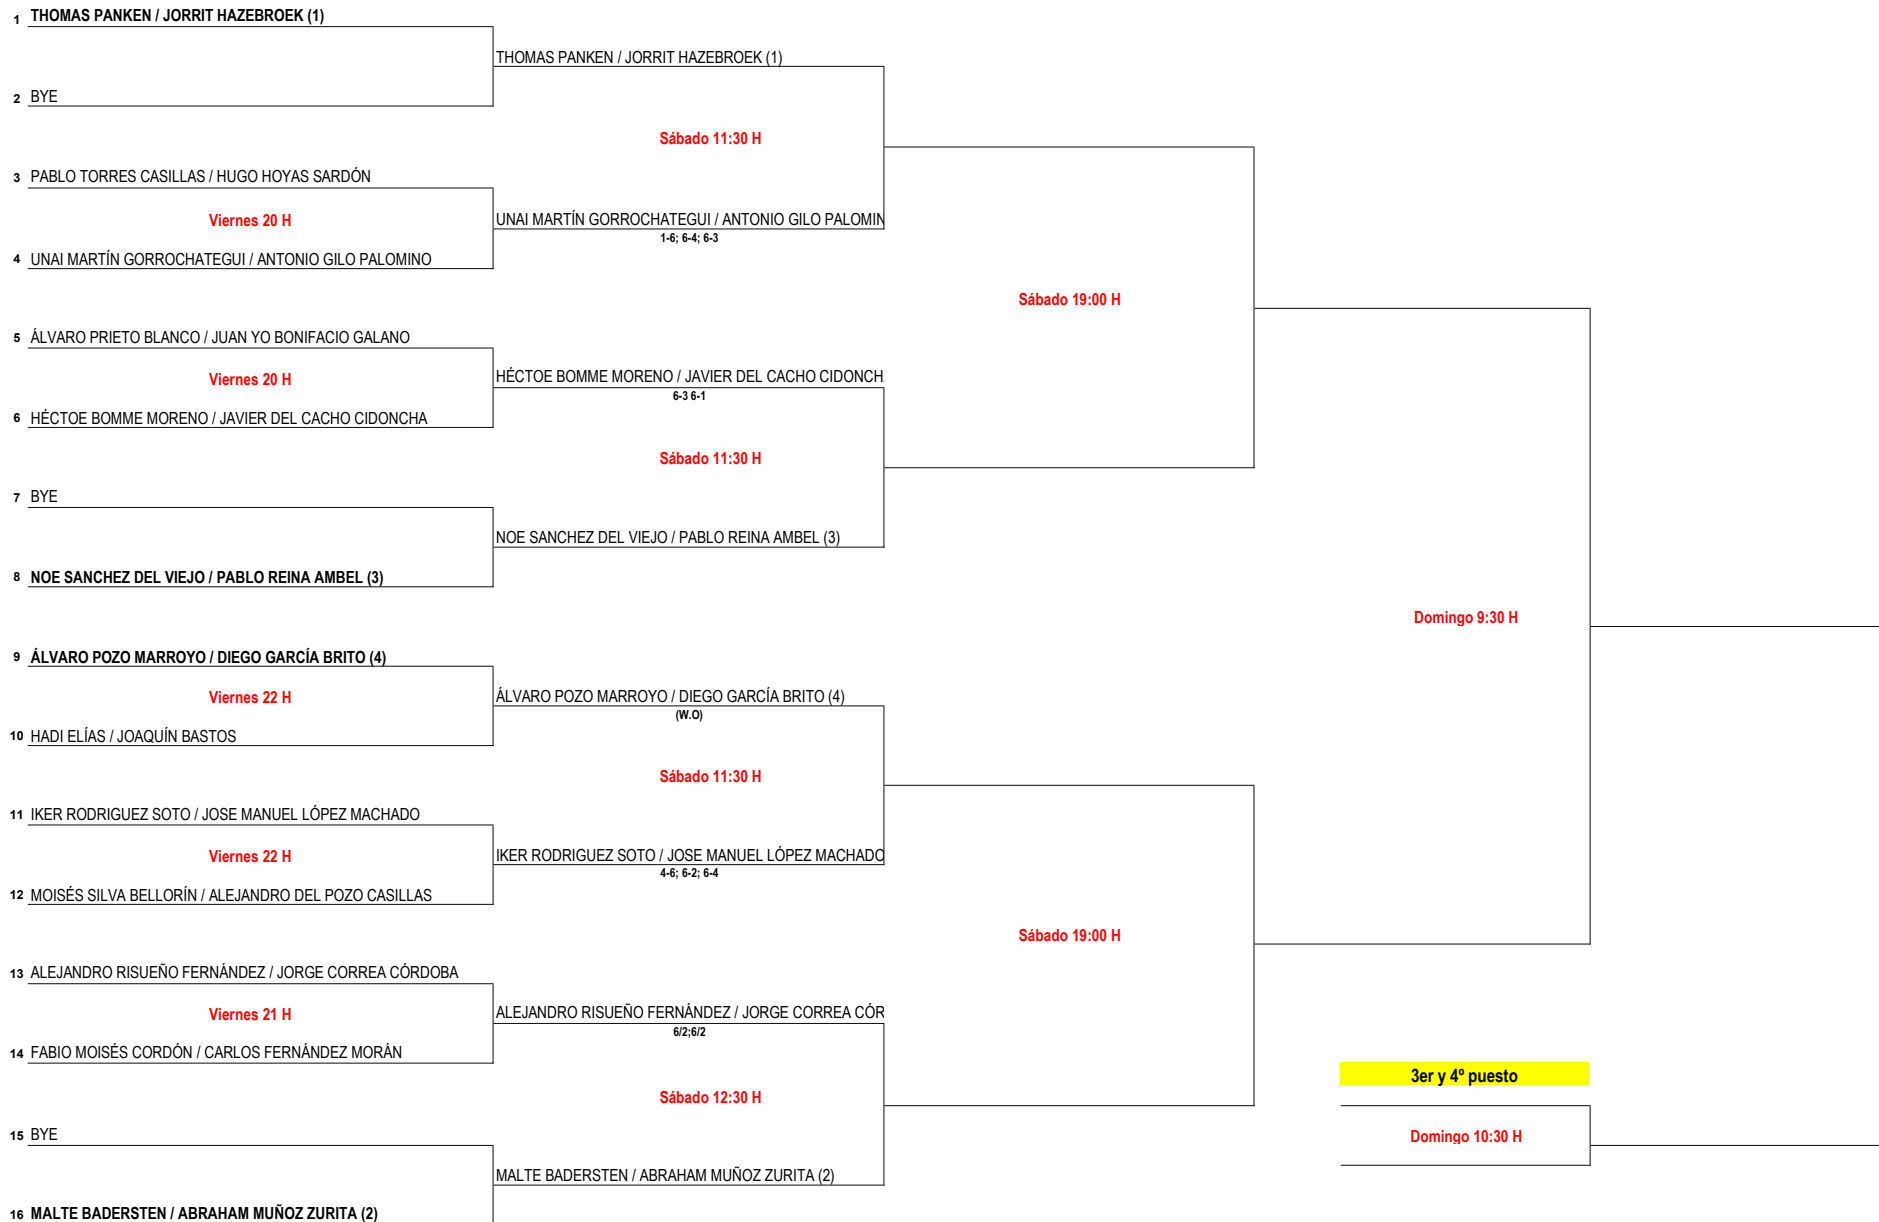 1 THOMAS PANKEN / JORRIT HAZEBROEK (1)
THOMAS PANKEN / JORRIT HAZEBROEK (1)
2 BYE
Sábado 11:30 H
3 PABLO TORRES CASILLAS / HUGO HOYAS SARDÓN
Viernes 20 H
UNAI MARTÍN GORROCHATEGUI / ANTONIO GILO PALOMIN
1-6; 6-4; 6-3
4 UNAI MARTÍN GORROCHATEGUI / ANTONIO GILO PALOMINO
Sábado 19:00 H
5 ÁLVARO PRIETO BLANCO / JUAN YO BONIFACIO GALANO
Viernes 20 H
HÉCTOE BOMME MORENO / JAVIER DEL CACHO CIDONCH
6-3 6-1
6 HÉCTOE BOMME MORENO / JAVIER DEL CACHO CIDONCHA
Sábado 11:30 H
7 BYE
NOE SANCHEZ DEL VIEJO / PABLO REINA AMBEL (3)
8 NOE SANCHEZ DEL VIEJO / PABLO REINA AMBEL (3)
Domingo 9:30 H
9 ÁLVARO POZO MARROYO / DIEGO GARCÍA BRITO (4)
Viernes 22 H
ÁLVARO POZO MARROYO / DIEGO GARCÍA BRITO (4)
(W.O)
10 HADI ELÍAS / JOAQUÍN BASTOS
Sábado 11:30 H
11 IKER RODRIGUEZ SOTO / JOSE MANUEL LÓPEZ MACHADO
Viernes 22 H
IKER RODRIGUEZ SOTO / JOSE MANUEL LÓPEZ MACHADO
4-6; 6-2; 6-4
12 MOISÉS SILVA BELLORÍN / ALEJANDRO DEL POZO CASILLAS
Sábado 19:00 H
13 ALEJANDRO RISUEÑO FERNÁNDEZ / JORGE CORREA CÓRDOBA
Viernes 21 H
ALEJANDRO RISUEÑO FERNÁNDEZ / JORGE CORREA CÓR
6/2;6/2
14 FABIO MOISÉS CORDÓN / CARLOS FERNÁNDEZ MORÁN
3er y 4º puesto
Sábado 12:30 H
15 BYE
Domingo 10:30 H
MALTE BADERSTEN / ABRAHAM MUÑOZ ZURITA (2)
16 MALTE BADERSTEN / ABRAHAM MUÑOZ ZURITA (2)